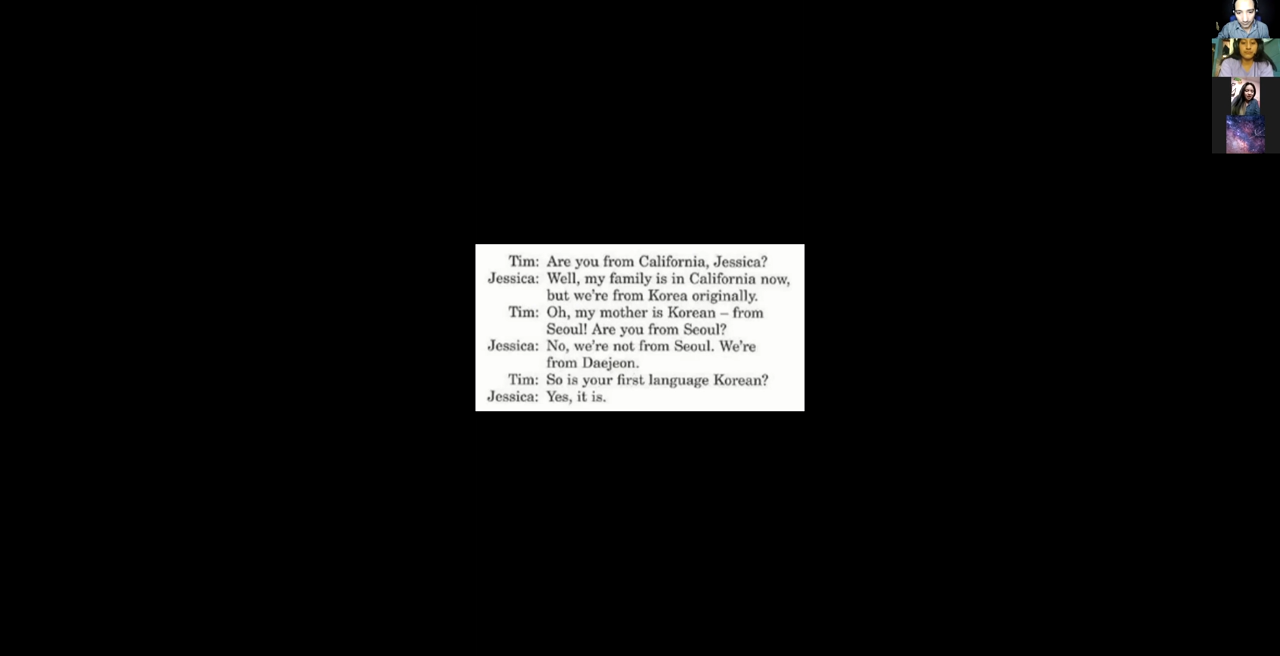 Tim: Are you from California, Jessica?
Jessica: Well, my family is in California now,
but we're from Korea originally.
Tim: Oh, my mother is Korean – from
Seoul! Are you from Seoul?
Jessica: No, we're not from Seoul. We're
from Daejeon.
Tim: So is your first language Korean?
Jessica: Yes, it is.